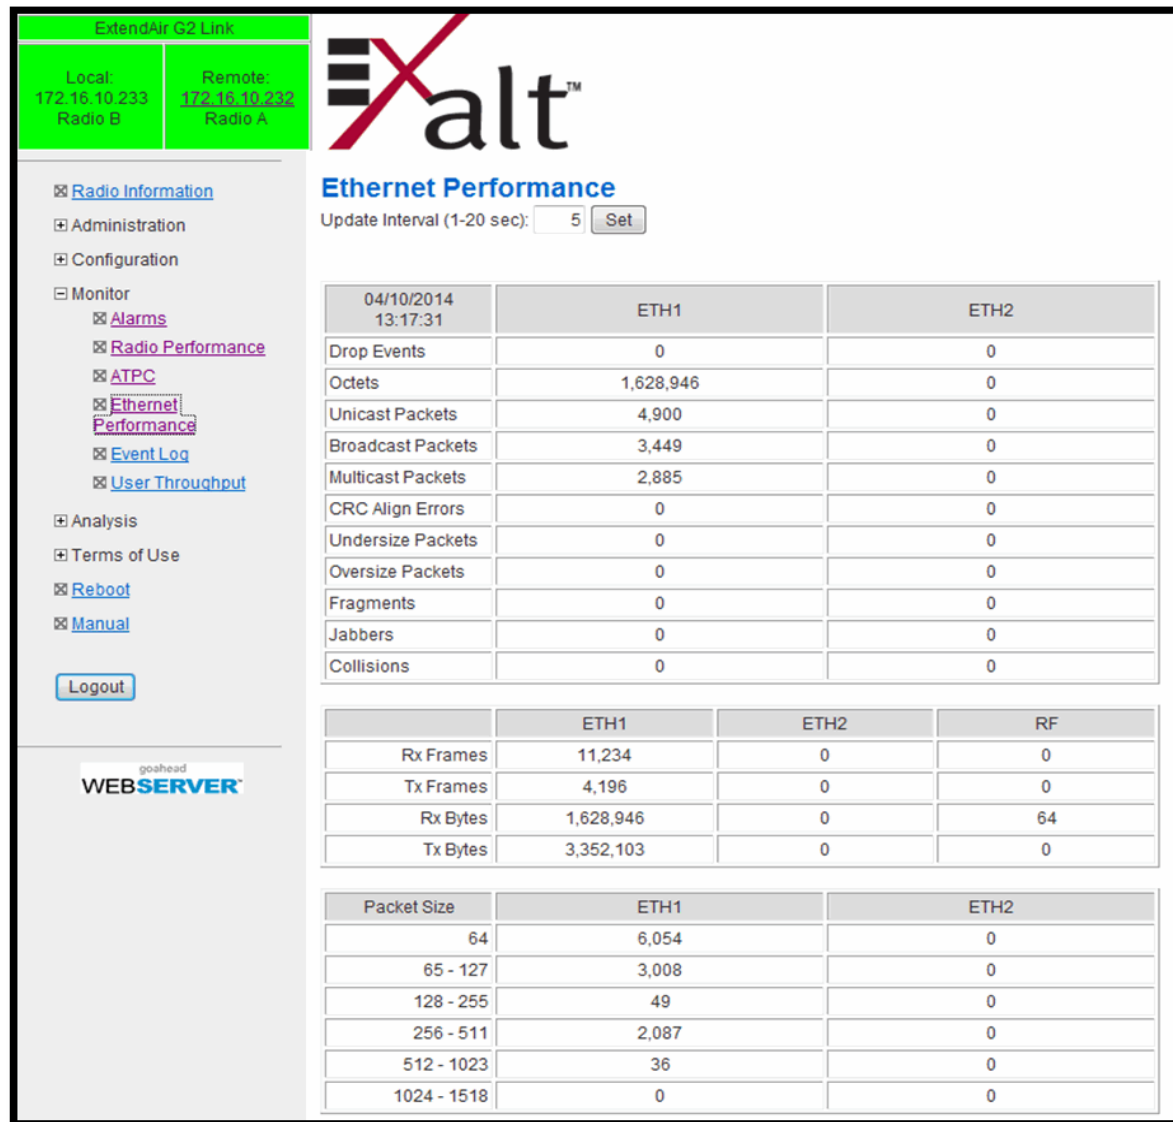 ExtendAir G2 Link
Local:
172.16.10.233
Radio B
Remote:
172.16.10.232
Radio A
Exalt™
Radio Information
Administration
Configuration
Monitor
Alarms
Radio Performance
ATPC
Ethernet
Performance
Event Log
User Throughput
Analysis
Terms of Use
Reboot
Manual
Logout
goahead
WEBSERVER™
Ethernet Performance
Update Interval (1-20 sec): 5 Set
04/10/2014
13:17:31 ETH1 ETH2
Drop Events 0 0
Octets 1,628,946 0
Unicast Packets 4,900 0
Broadcast Packets 3,449 0
Multicast Packets 2,885 0
CRC Align Errors 0 0
Undersize Packets 0 0
Oversize Packets 0 0
Fragments 0 0
Jabbers 0 0
Collisions 0 0
ETH1 ETH2 RF
Rx Frames 11,234 0 0
Tx Frames 4,196 0 0
Rx Bytes 1,628,946 0 64
Tx Bytes 3,352,103 0 0
Packet Size ETH1 ETH2
64 6,054 0
65 - 127 3,008 0
128 - 255 49 0
256 - 511 2,087 0
512 - 1023 36 0
1024 - 1518 0 0